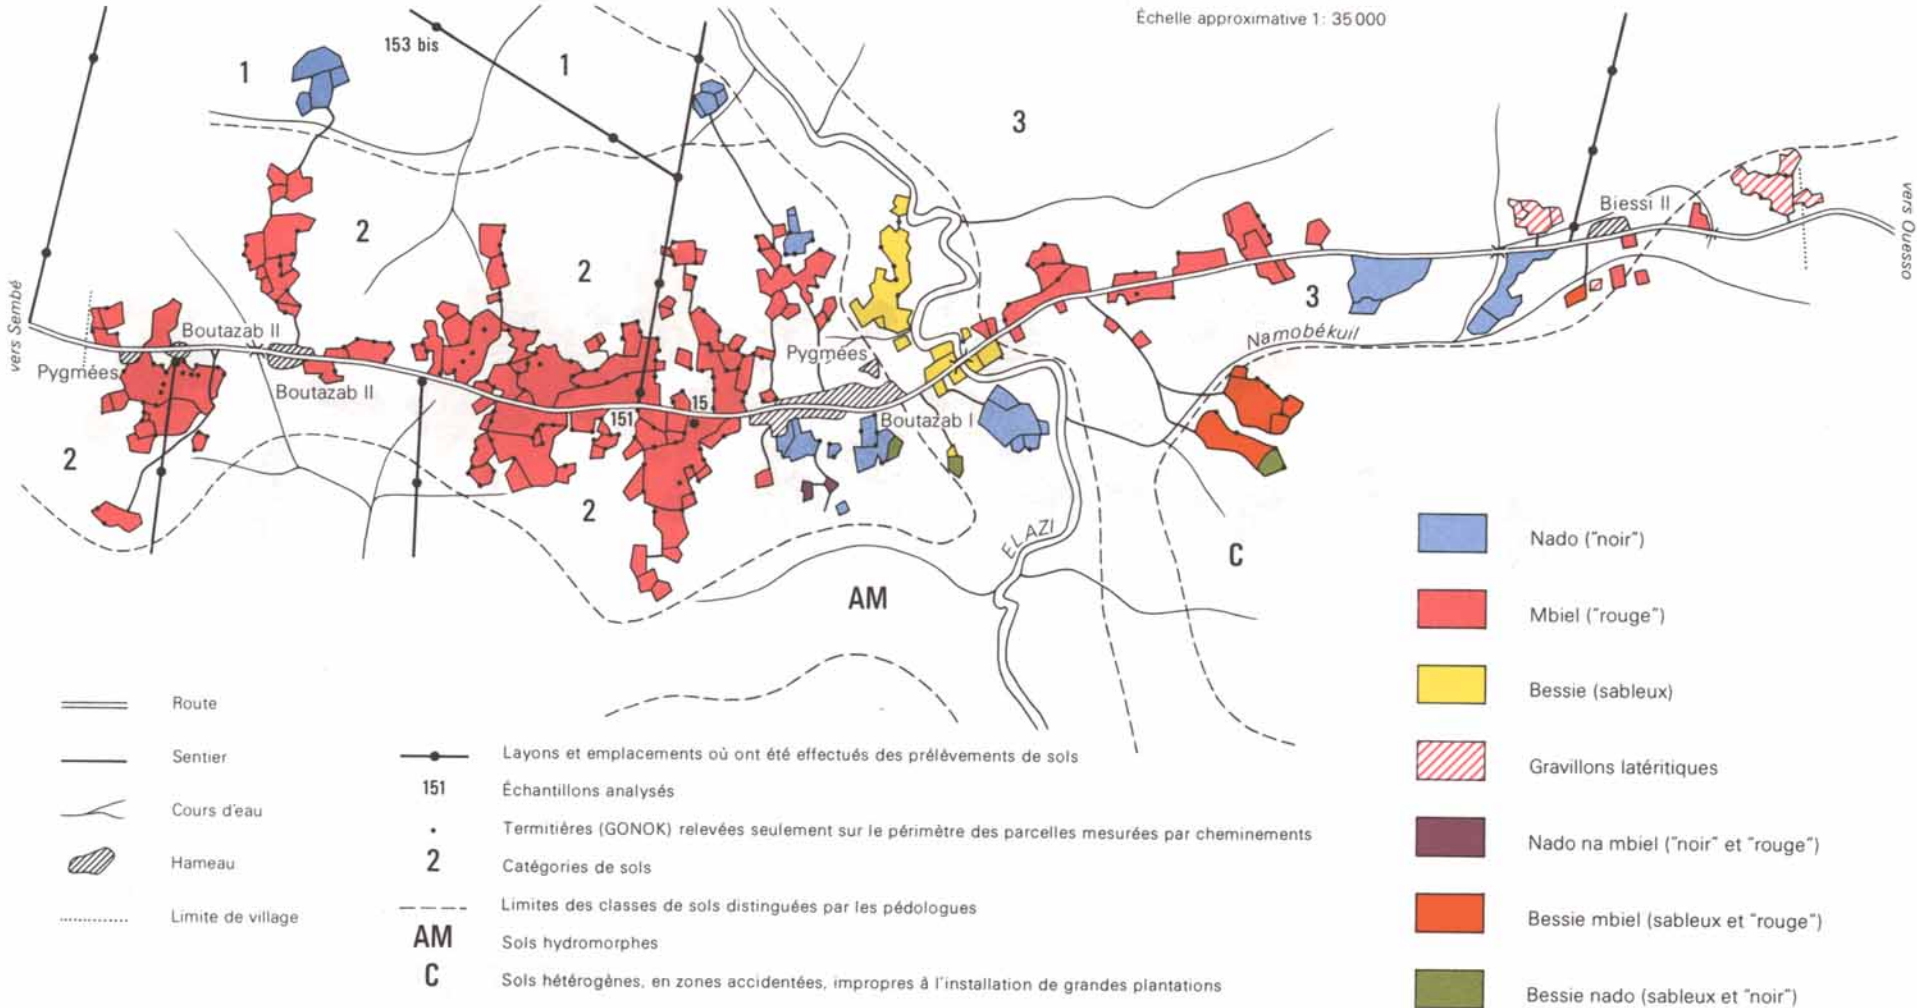 Échelle approximative 1: 35 000
153 bis
1
1
3
2
2
3
2
2
vers Sembé
vers Ouesso
Biessi II
Namobékuil
Boutazab II
Pygmées
Boutazab II
Pygmées
Boutazab I
151
15
ELAZI
AM
C
Route
Sentier
Cours d'eau
Hameau
Limite de village
Layons et emplacements où ont été effectués des prélèvements de sols
151 Échantillons analysés
Termitières (GONOK) relevées seulement sur le périmètre des parcelles mesurées par cheminements
2 Catégories de sols
Limites des classes de sols distinguées par les pédologues
AM Sols hydromorphes
C Sols hétérogènes, en zones accidentées, impropres à l'installation de grandes plantations
Nado ("noir")
Mbiel ("rouge")
Bessie (sableux)
Gravillons latéritiques
Nado na mbiel ("noir" et "rouge")
Bessie mbiel (sableux et "rouge")
Bessie nado (sableux et "noir")